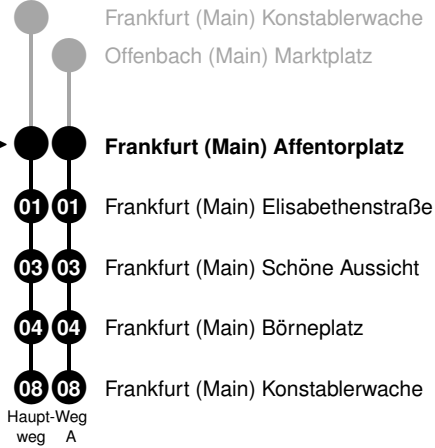 Frankfurt (Main) Konstablerwache
Offenbach (Main) Marktplatz
Frankfurt (Main) Affentorplatz
01 01 Frankfurt (Main) Elisabethenstraße
03 03 Frankfurt (Main) Schöne Aussicht
04 04 Frankfurt (Main) Börneplatz
08 08 Frankfurt (Main) Konstablerwache
Haupt-Weg
weg A